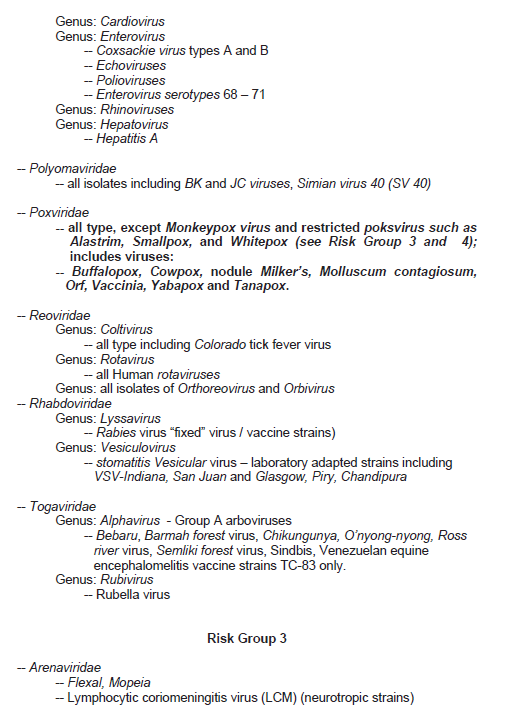 Genus: Cardiovirus
Genus: Enterovirus
-- Coxsackie virus types A and B
-- Echoviruses
-- Polioviruses
-- Enterovirus serotypes 68 – 71
Genus: Rhinoviruses
Genus: Hepatovirus
-- Hepatitis A
-- Polyomaviridae
-- all isolates including BK and JC viruses, Simian virus 40 (SV 40)
-- Poxviridae
-- all type, except Monkeypox virus and restricted poksvirus such as
Alastrim, Smallpox, and Whitepox (see Risk Group 3 and 4);
includes viruses:
-- Buffalopox, Cowpox, nodule Milker’s, Molluscum contagiosum,
Orf, Vaccinia, Yabapox and Tanapox.
-- Reoviridae
Genus: Coltivirus
-- all type including Colorado tick fever virus
Genus: Rotavirus
-- all Human rotaviruses
Genus: all isolates of Orthoreovirus and Orbivirus
-- Rhabdoviridae
Genus: Lyssavirus
-- Rabies virus “fixed” virus / vaccine strains)
Genus: Vesiculovirus
-- stomatitis Vesicular virus – laboratory adapted strains including
VSV-Indiana, San Juan and Glasgow, Piry, Chandipura
-- Togaviridae
Genus: Alphavirus - Group A arboviruses
-- Bebaru, Barmah forest virus, Chikungunya, O’nyong-nyong, Ross
river virus, Semliki forest virus, Sindbis, Venezuelan equine
encephalomelitis vaccine strains TC-83 only.
Genus: Rubivirus
-- Rubella virus
Risk Group 3
-- Arenaviridae
-- Flexal, Mopeia
-- Lymphocytic coriomeningitis virus (LCM) (neurotropic strains)